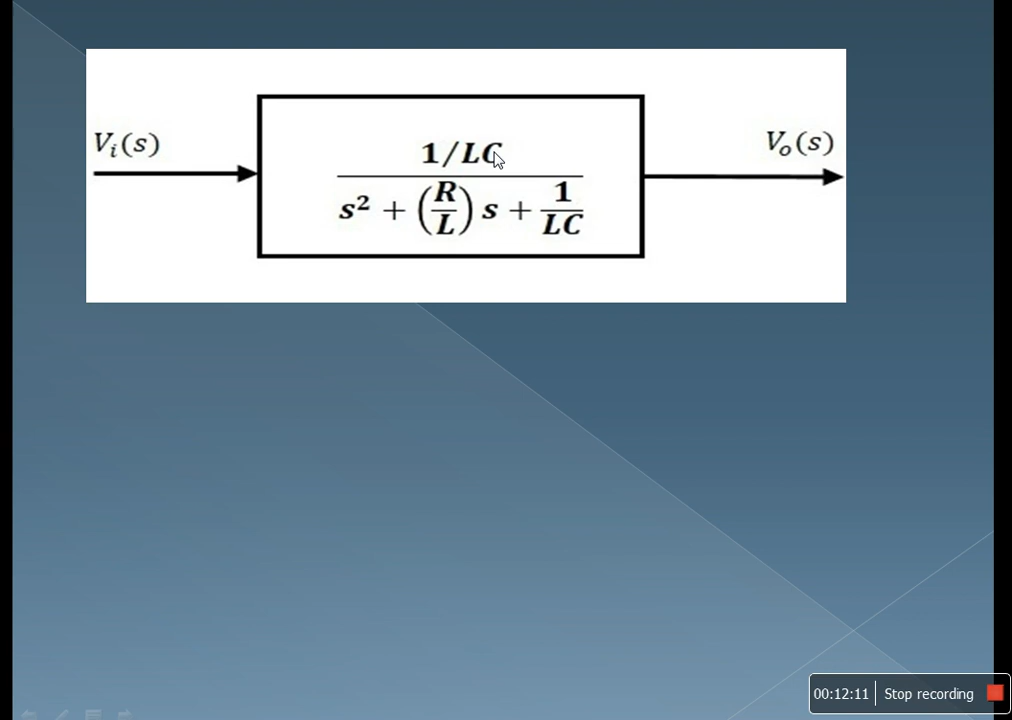 Vᵢ(s)
Vₒ(s)
1/LC
s² + (R/L) s + 1/LC
00:12:11 Stop recording